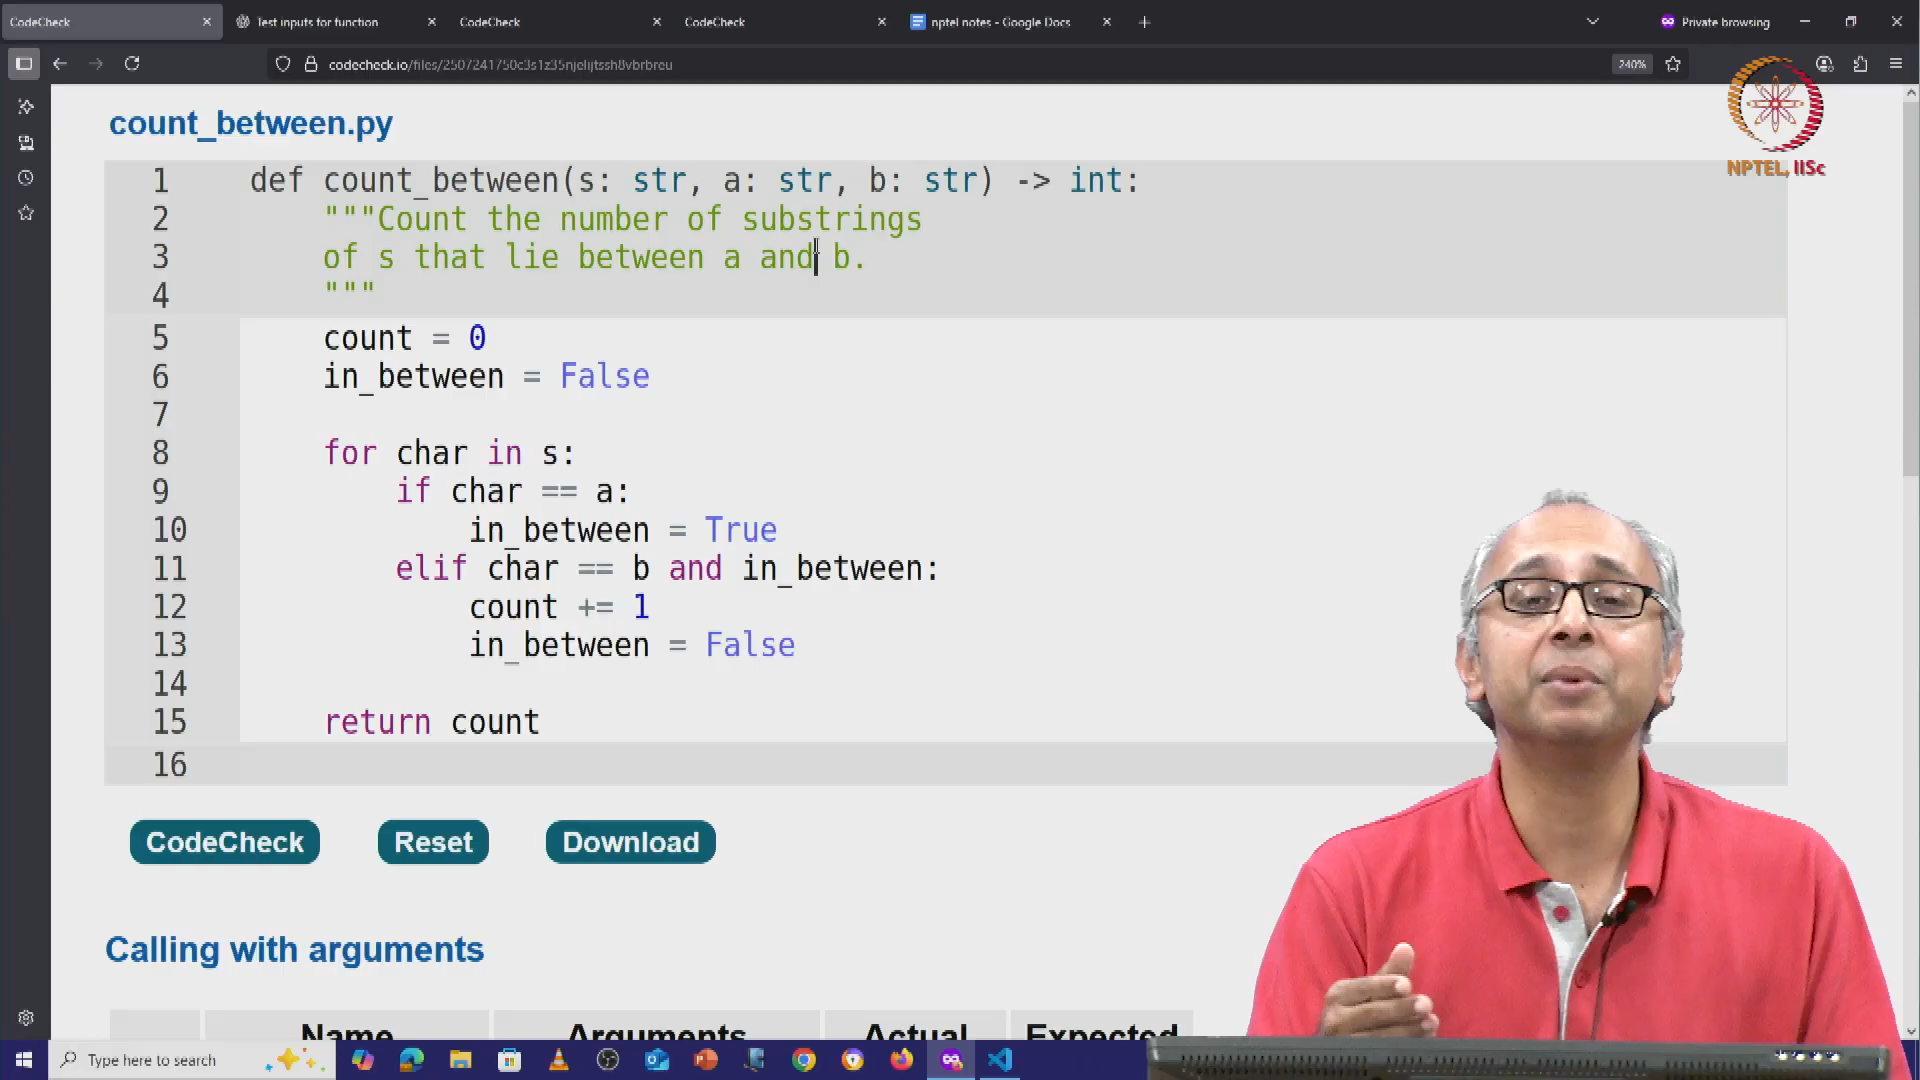 CodeCheck
Test inputs for function
CodeCheck
CodeCheck
nptel notes - Google Docs
Private browsing
codecheck.io/files/2507241750c3s1z35njelijtssh8vbrbreu
240%
NPTEL, IISc
count_between.py
1 def count_between(s: str, a: str, b: str) -> int:
2 """Count the number of substrings
3 of s that lie between a and b.
4 """
5 count = 0
6 in_between = False
7
8 for char in s:
9 if char == a:
10 in_between = True
11 elif char == b and in_between:
12 count += 1
13 in_between = False
14
15 return count
16
CodeCheck Reset Download
Calling with arguments
Name Arguments Actual Expected
Type here to search